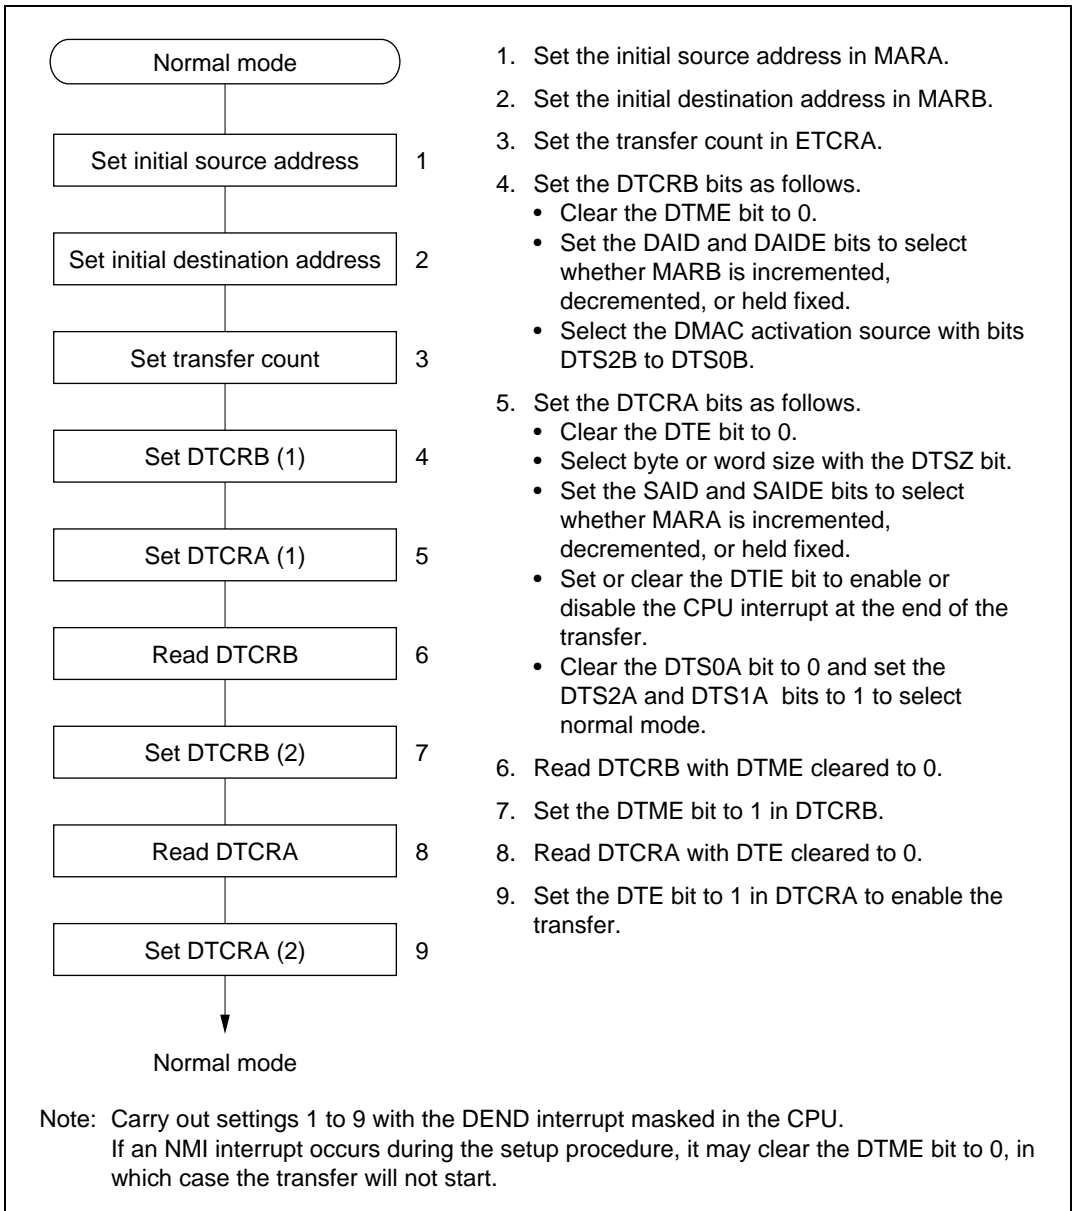 Normal mode
Set initial source address 1
Set initial destination address 2
Set transfer count 3
Set DTCRB (1) 4
Set DTCRA (1) 5
Read DTCRB 6
Set DTCRB (2) 7
Read DTCRA 8
Set DTCRA (2) 9
Normal mode
1. Set the initial source address in MARA.
2. Set the initial destination address in MARB.
3. Set the transfer count in ETCRA.
4. Set the DTCRB bits as follows.
• Clear the DTME bit to 0.
• Set the DAID and DAIDE bits to select
whether MARB is incremented,
decremented, or held fixed.
• Select the DMAC activation source with bits
DTS2B to DTS0B.
5. Set the DTCRA bits as follows.
• Clear the DTE bit to 0.
• Select byte or word size with the DTSZ bit.
• Set the SAID and SAIDE bits to select
whether MARA is incremented,
decremented, or held fixed.
• Set or clear the DTIE bit to enable or
disable the CPU interrupt at the end of the
transfer.
• Clear the DTS0A bit to 0 and set the
DTS2A and DTS1A bits to 1 to select
normal mode.
6. Read DTCRB with DTME cleared to 0.
7. Set the DTME bit to 1 in DTCRB.
8. Read DTCRA with DTE cleared to 0.
9. Set the DTE bit to 1 in DTCRA to enable the
transfer.
Note: Carry out settings 1 to 9 with the DEND interrupt masked in the CPU.
If an NMI interrupt occurs during the setup procedure, it may clear the DTME bit to 0, in
which case the transfer will not start.